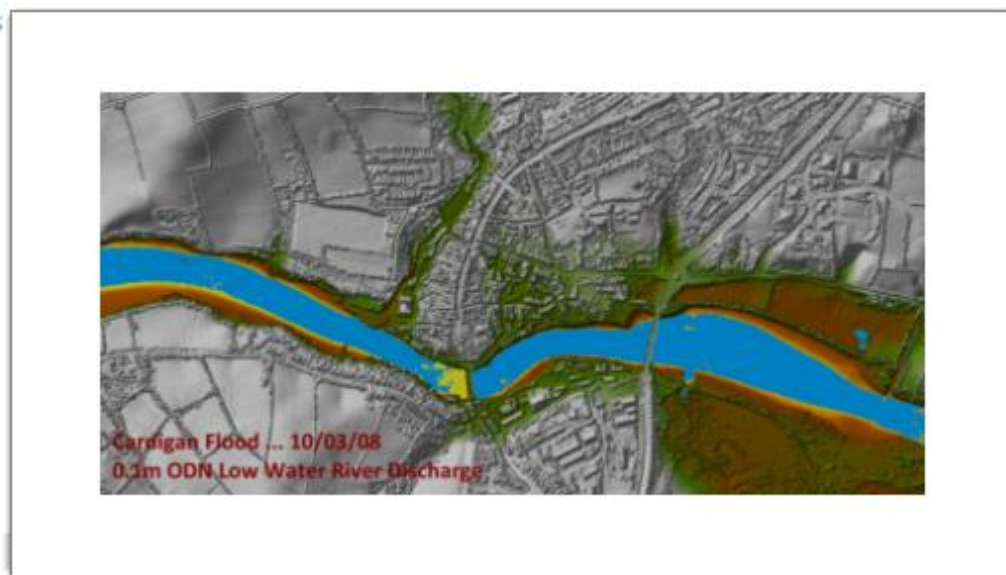 Cardigan Flood ... 10/03/08
0.1m ODN Low Water River Discharge